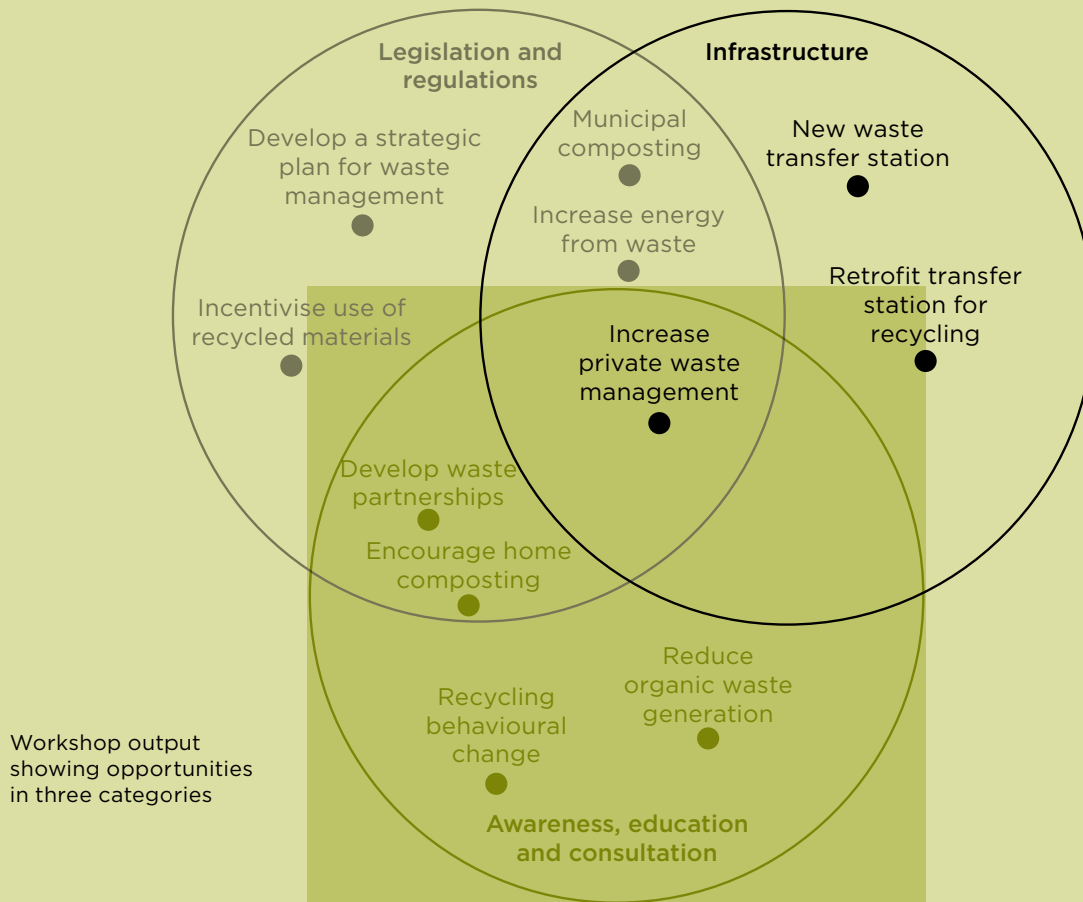 Legislation and
regulations
Infrastructure
Develop a strategic
plan for waste
management
Municipal
composting
New waste
transfer station
Increase energy
from waste
Incentivise use of
recycled materials
Retrofit transfer
station for
recycling
Increase
private waste
management
Develop waste
partnerships
Encourage home
composting
Reduce
organic waste
generation
Recycling
behavioural
change
Workshop output
showing opportunities
in three categories
Awareness, education
and consultation